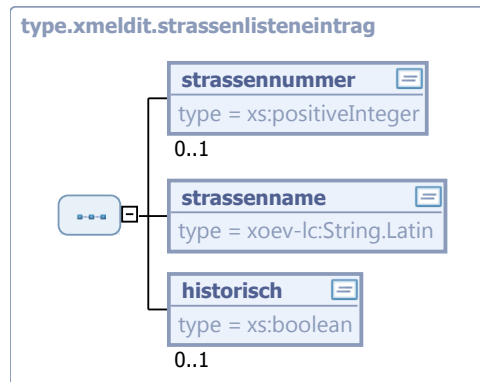 type.xmeldit.strassenlisteneintrag
strassennummer
type = xs:positiveInteger
0..1
strassenname
type = xoev-lc:String.Latin
historisch
type = xs:boolean
0..1